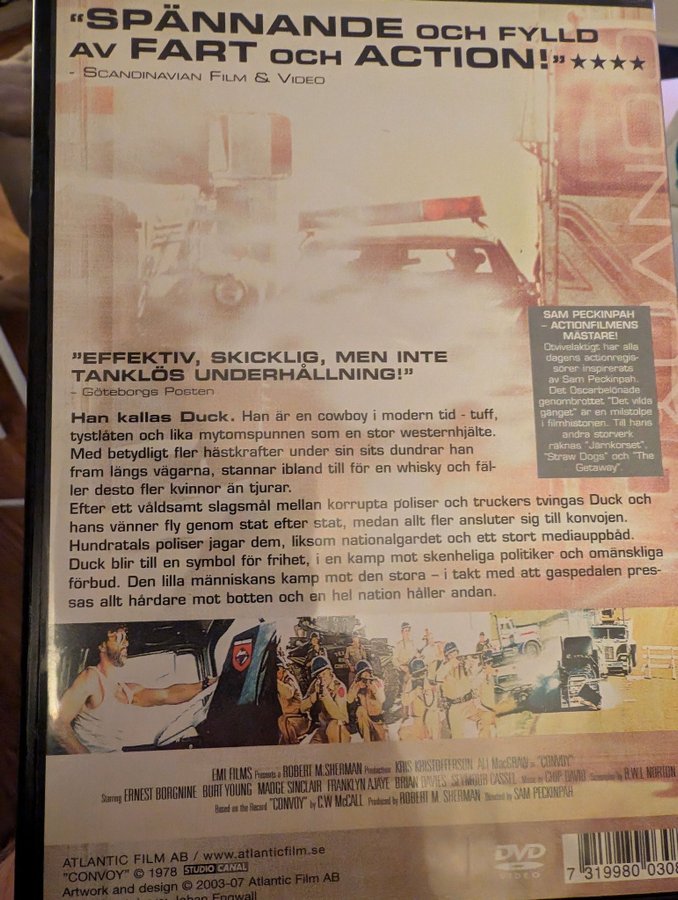 “SPÄNNANDE OCH FYLLD
AV FART OCH ACTION!” ★★★★
- SCANDINAVIAN FILM & VIDEO
SAM PECKINPAH
- ACTIONFILMENS
MÄSTARE!
Otvivelaktigt har alla
dagens actionregis-
sörer inspirerats
av Sam Peckinpah.
Det Oscarbelönade
genombrottet ”Det vilda
gänget” är en milstolpe
i filmhistorien. Till hans
andra storverk
räknas ”Järnkorset”,
”Straw Dogs” och ”The
Getaway”.
”EFFEKTIV, SKICKLIG, MEN INTE
TANKLÖS UNDERHÅLLNING!”
- GÖTEBORGS POSTEN
Han kallas Duck. Han är en cowboy i modern tid - tuff,
tystlåten och lika mytomspunnen som en stor westernhjälte.
Med betydligt fler hästkrafter under sin sits dundrar han
fram längs vägarna, stannar ibland till för en whisky och fäl-
ler desto fler kvinnor än tjurar.
Efter ett våldsamt slagsmål mellan korrupta poliser och truckers tvingas Duck och
hans vänner fly genom stat efter stat, medan allt fler ansluter sig till konvojen.
Hundratals poliser jagar dem, liksom nationalgardet och ett stort mediauppbåd.
Duck blir till en symbol för frihet, i en kamp mot skenheliga politiker och omänskliga
förbud. Den lilla människans kamp mot den stora – i takt med att gaspedalen pres-
sas allt hårdare mot botten och en hel nation håller andan.
EMI FILMS Presents a ROBERT M. SHERMAN Production KRIS KRISTOFFERSON ALI MacGRAW in “CONVOY”
Starring ERNEST BORGNINE BURT YOUNG MADGE SINCLAIR FRANKLYN AJAYE BRIAN DAVIES SEYMOUR CASSEL Music by CHIP DAVID Screenplay by B.W.L NORTON
Based on the Record “CONVOY” by C.W McCALL Produced by ROBERT M. SHERMAN Directed by SAM PECKINPAH
ATLANTIC FILM AB / www.atlanticfilm.se
"CONVOY" © 1978 STUDIO CANAL
Artwork and design © 2003-07 Atlantic Film AB
Johan Engwall
DVD
VIDEO
7 319980 0308